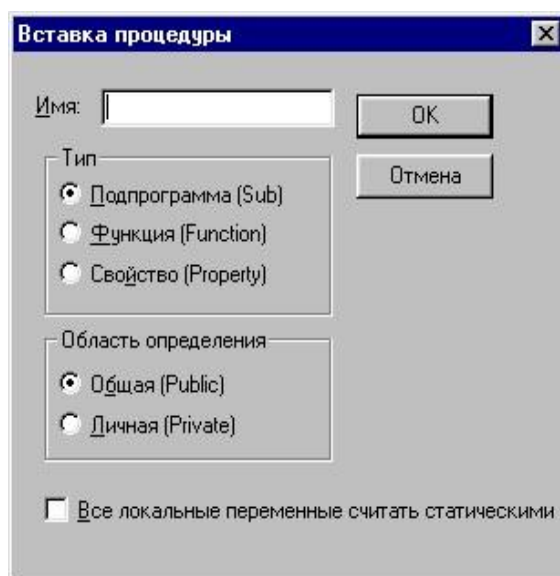 Вставка процедуры
Имя:
OK
Тип
Отмена
Подпрограмма (Sub)
Функция (Function)
Свойство (Property)
Область определения
Общая (Public)
Личная (Private)
Все локальные переменные считать статическими